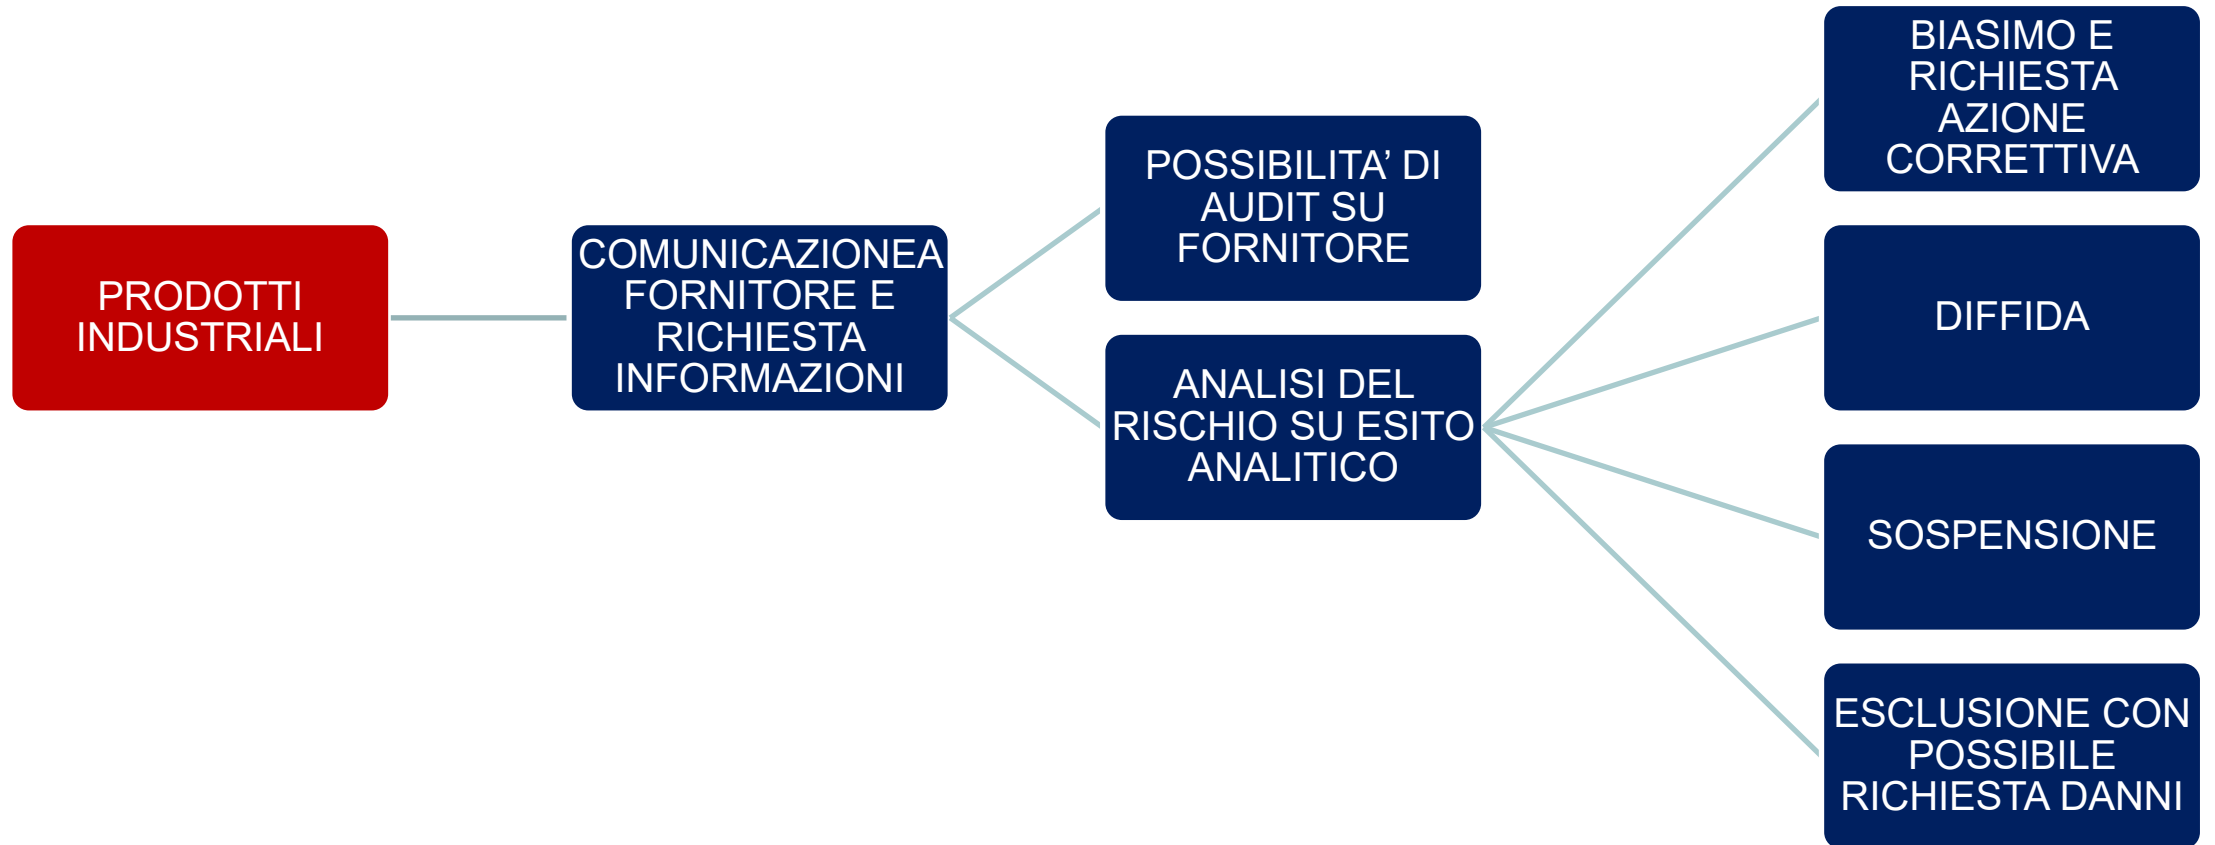 PRODOTTI
INDUSTRIALI
COMUNICAZIONEA
FORNITORE E
RICHIESTA
INFORMAZIONI
POSSIBILITA’ DI
AUDIT SU
FORNITORE
ANALISI DEL
RISCHIO SU ESITO
ANALITICO
BIASIMO E
RICHIESTA
AZIONE
CORRETTIVA
DIFFIDA
SOSPENSIONE
ESCLUSIONE CON
POSSIBILE
RICHIESTA DANNI